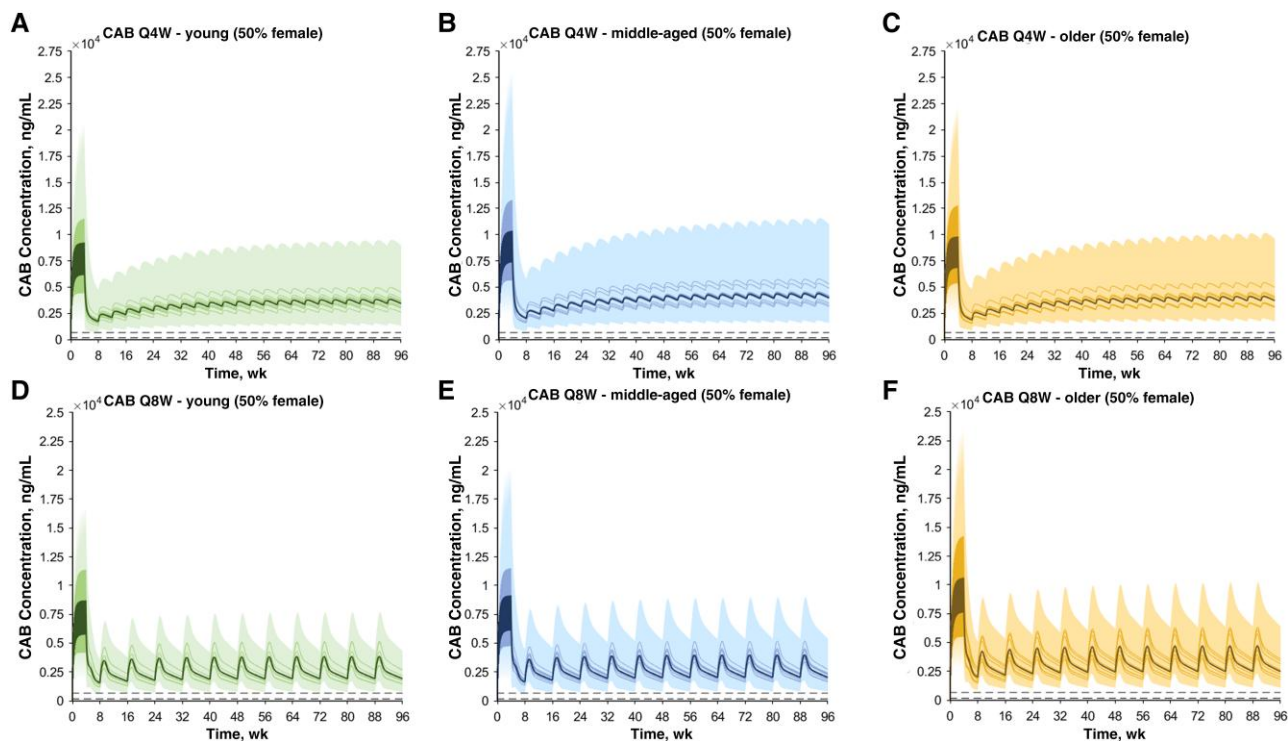 A
CAB Q4W - young (50% female)
×10⁴
CAB Concentration, ng/mL
2.75
2.5
2.25
2
1.75
1.5
1.25
1
0.75
0.5
0.25
0
0 8 16 24 32 40 48 56 64 72 80 88 96
Time, wk
B
CAB Q4W - middle-aged (50% female)
×10⁴
CAB Concentration, ng/mL
2.75
2.5
2.25
2
1.75
1.5
1.25
1
0.75
0.5
0.25
0
0 8 16 24 32 40 48 56 64 72 80 88 96
Time, wk
C
CAB Q4W - older (50% female)
×10⁴
CAB Concentration, ng/mL
2.75
2.5
2.25
2
1.75
1.5
1.25
1
0.75
0.5
0.25
0
0 8 16 24 32 40 48 56 64 72 80 88 96
Time, wk
D
CAB Q8W - young (50% female)
×10⁴
CAB Concentration, ng/mL
2.5
2.25
2
1.75
1.5
1.25
1
0.75
0.5
0.25
0
0 8 16 24 32 40 48 56 64 72 80 88 96
Time, wk
E
CAB Q8W - middle-aged (50% female)
×10⁴
CAB Concentration, ng/mL
2.5
2.25
2
1.75
1.5
1.25
1
0.75
0.5
0.25
0
0 8 16 24 32 40 48 56 64 72 80 88 96
Time, wk
F
CAB Q8W - older (50% female)
×10⁴
CAB Concentration, ng/mL
2.5
2.25
2
1.75
1.5
1.25
1
0.75
0.5
0.25
0
0 8 16 24 32 40 48 56 64 72 80 88 96
Time, wk